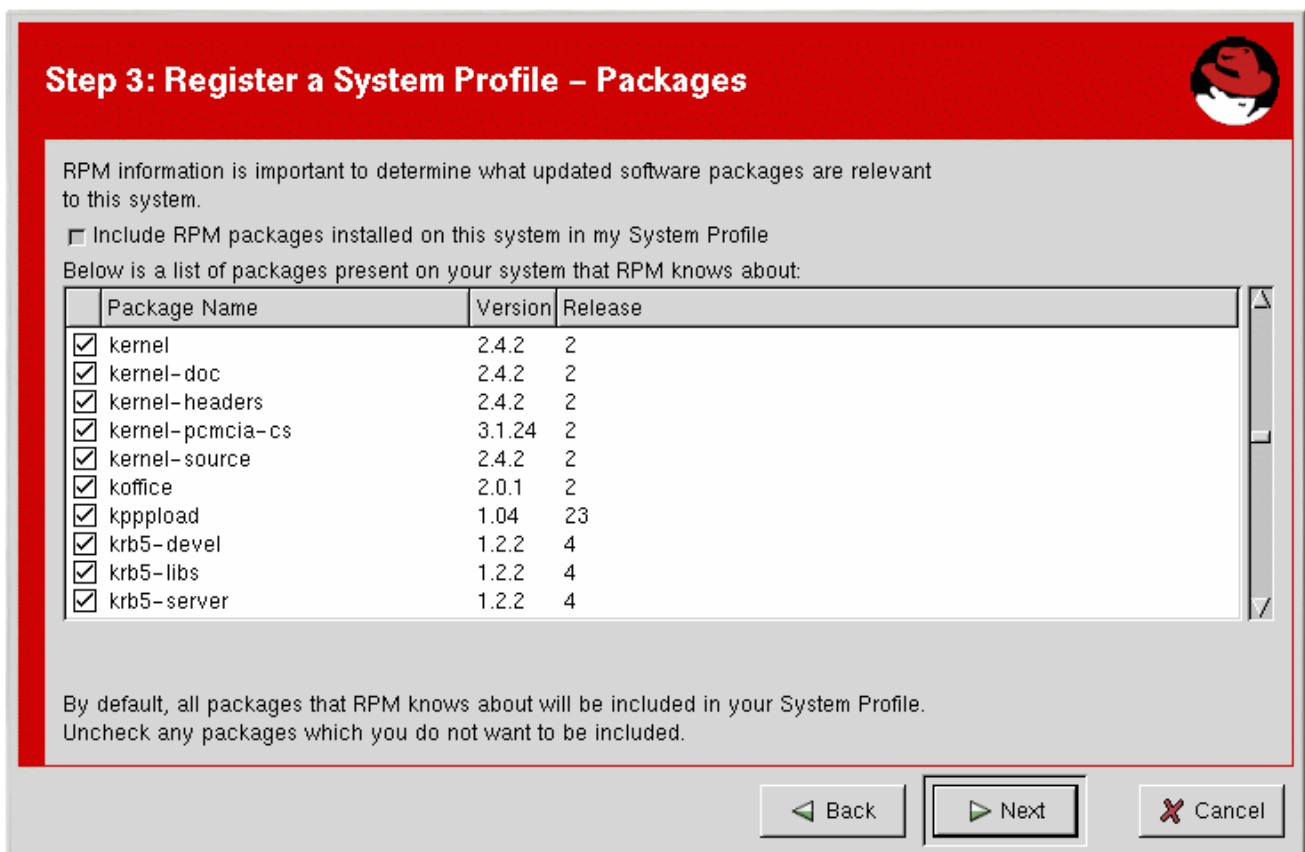 Step 3: Register a System Profile – Packages
RPM information is important to determine what updated software packages are relevant
to this system.
Include RPM packages installed on this system in my System Profile
Below is a list of packages present on your system that RPM knows about:
Package Name Version Release
kernel 2.4.2 2
kernel-doc 2.4.2 2
kernel-headers 2.4.2 2
kernel-pcmcia-cs 3.1.24 2
kernel-source 2.4.2 2
koffice 2.0.1 2
kpppload 1.04 23
krb5-devel 1.2.2 4
krb5-libs 1.2.2 4
krb5-server 1.2.2 4
By default, all packages that RPM knows about will be included in your System Profile.
Uncheck any packages which you do not want to be included.
Back Next Cancel